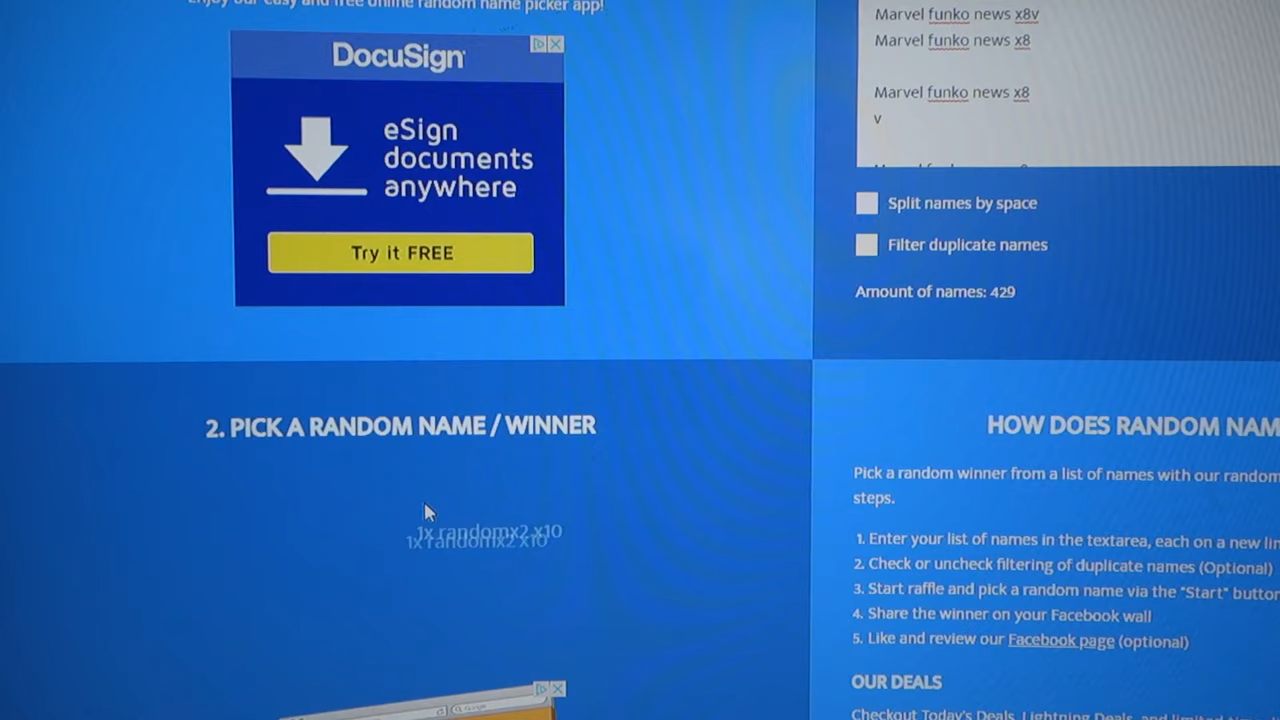 Enjoy our easy and free online random name picker app!
DocuSign
eSign
documents
anywhere
Try it FREE
Marvel funko news x8v
Marvel funko news x8
Marvel funko news x8
v
Split names by space
Filter duplicate names
Amount of names: 429
2. PICK A RANDOM NAME / WINNER
1x randomx2 x10
1x randomx2 x10
HOW DOES RANDOM NAM
Pick a random winner from a list of names with our random
steps.
1. Enter your list of names in the textarea, each on a new lin
2. Check or uncheck filtering of duplicate names (Optional)
3. Start raffle and pick a random name via the "Start" button
4. Share the winner on your Facebook wall
5. Like and review our Facebook page (optional)
OUR DEALS
Checkout Today's Deals, Lightning Deals, and limited